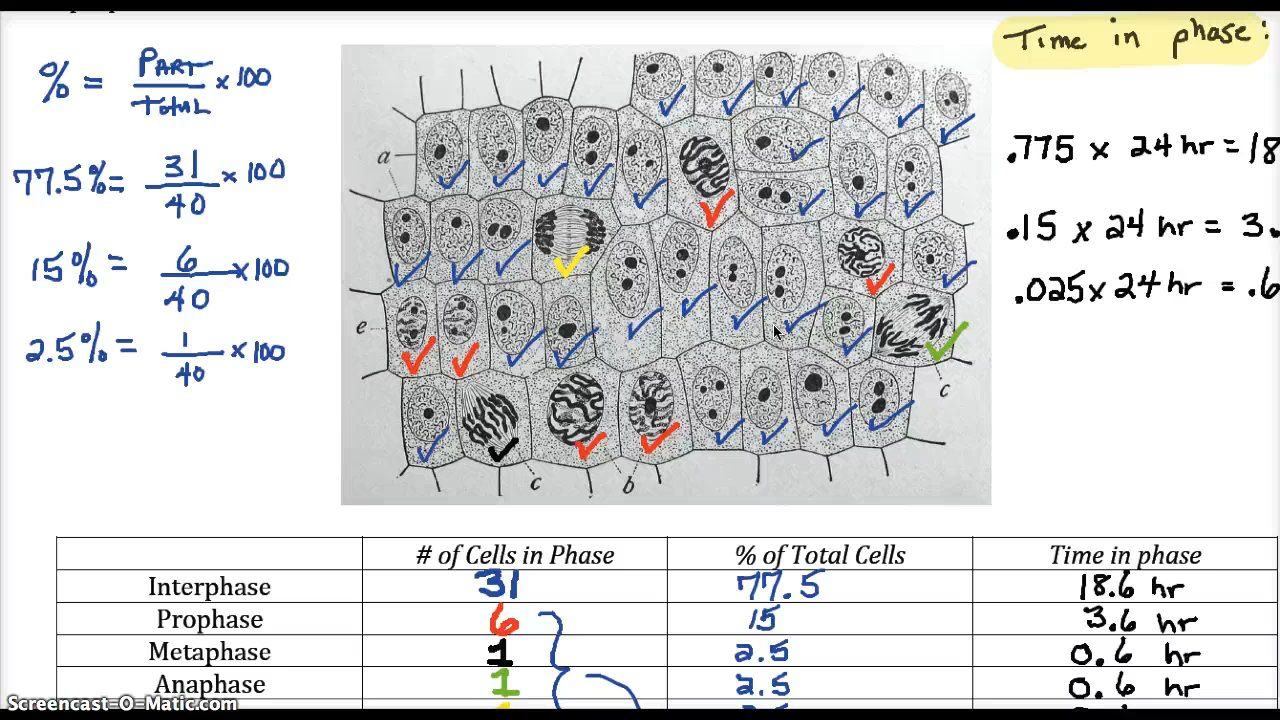 Time in phase:
% = PART / TOTAL × 100
77.5% = 31 / 40 × 100
15% = 6 / 40 × 100
2.5% = 1 / 40 × 100
.775 × 24 hr = 18
.15 × 24 hr = 3.
.025 × 24 hr = .6
a
e
c
c
b
# of Cells in Phase % of Total Cells Time in phase
Interphase 31 77.5 18.6 hr
Prophase 6 15 3.6 hr
Metaphase 1 2.5 0.6 hr
Anaphase 1 2.5 0.6 hr
Screencast-O-Matic.com